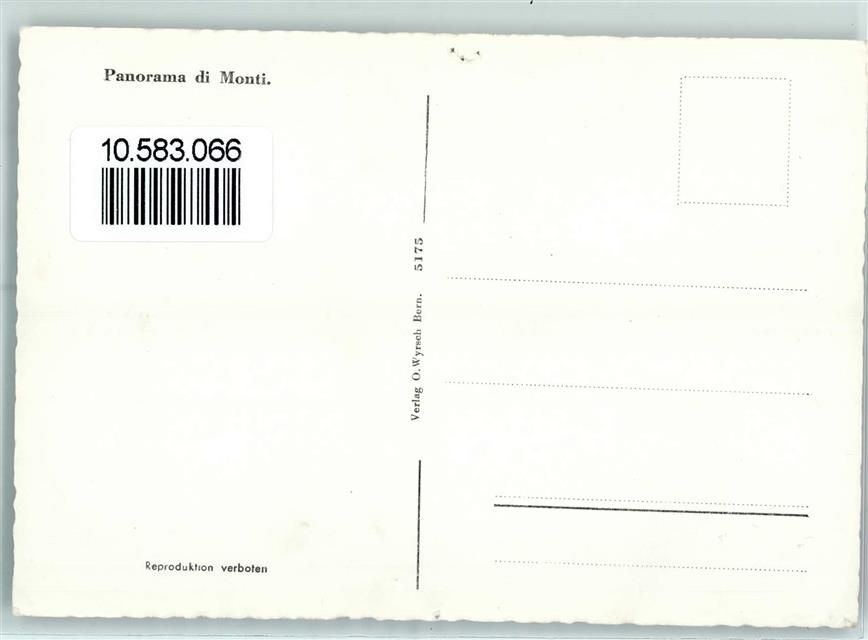 Panorama di Monti.
10.583.066
Verlag O. Wyrsch Bern. 5175
Reproduktion verboten